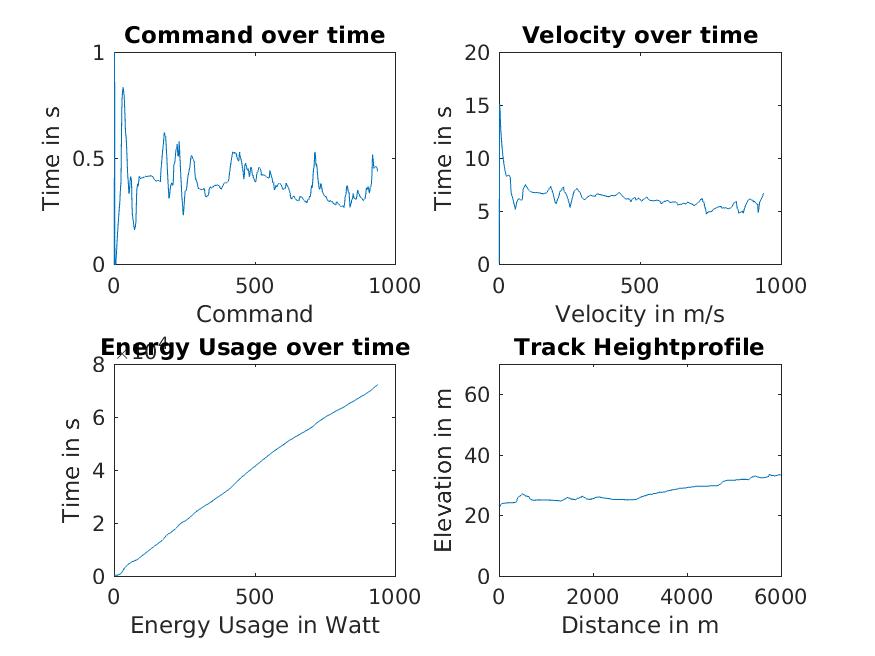 Command over time
1
0.5
0
0
500
1000
Time in s
Command
Velocity over time
20
15
10
5
0
0
500
1000
Time in s
Velocity in m/s
Energy Usage over time
×10⁴
8
6
4
2
0
0
500
1000
Time in s
Energy Usage in Watt
Track Heightprofile
60
40
20
0
0
2000
4000
6000
Elevation in m
Distance in m